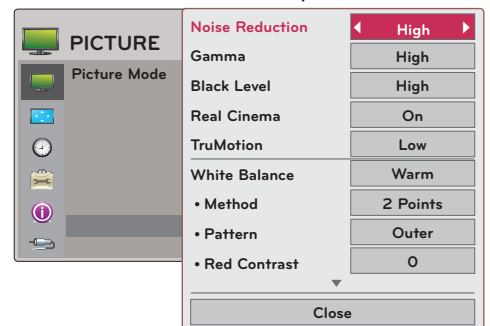 PICTURE
Picture Mode
Noise Reduction High
Gamma High
Black Level High
Real Cinema On
TruMotion Low
White Balance Warm
• Method 2 Points
• Pattern Outer
• Red Contrast 0
Close